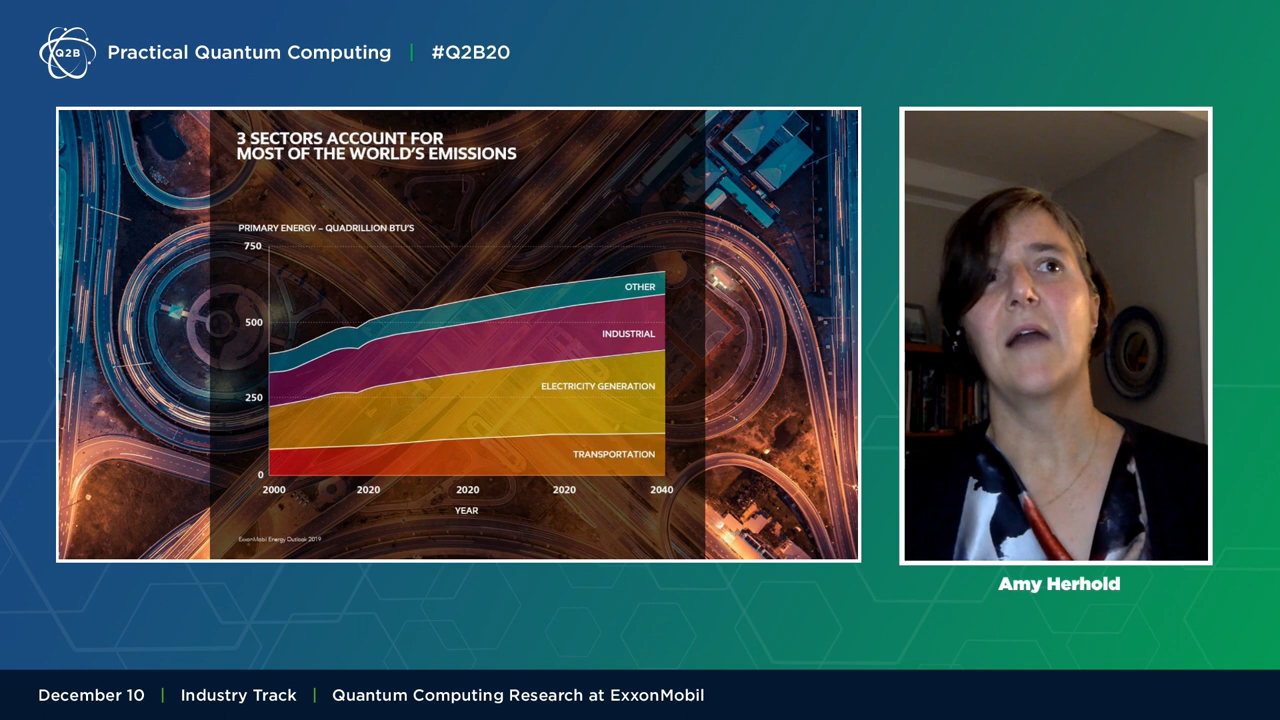 Q2B
Practical Quantum Computing | #Q2B20
3 SECTORS ACCOUNT FOR
MOST OF THE WORLD'S EMISSIONS
PRIMARY ENERGY – QUADRILLION BTU'S
750
500
250
0
OTHER
INDUSTRIAL
ELECTRICITY GENERATION
TRANSPORTATION
2000 2020 2020 2020 2040
YEAR
ExxonMobil Energy Outlook 2019
Amy Herhold
December 10 | Industry Track | Quantum Computing Research at ExxonMobil